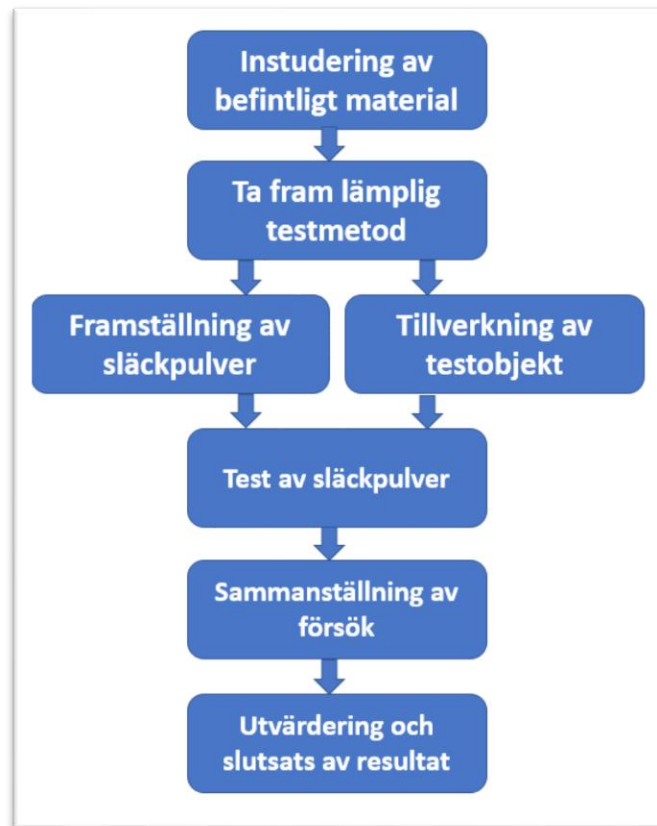 Instudering av
befintligt material
Ta fram lämplig
testmetod
Framställning av
släckpulver
Tillverkning av
testobjekt
Test av släckpulver
Sammanställning av
försök
Utvärdering och
slutsats av resultat